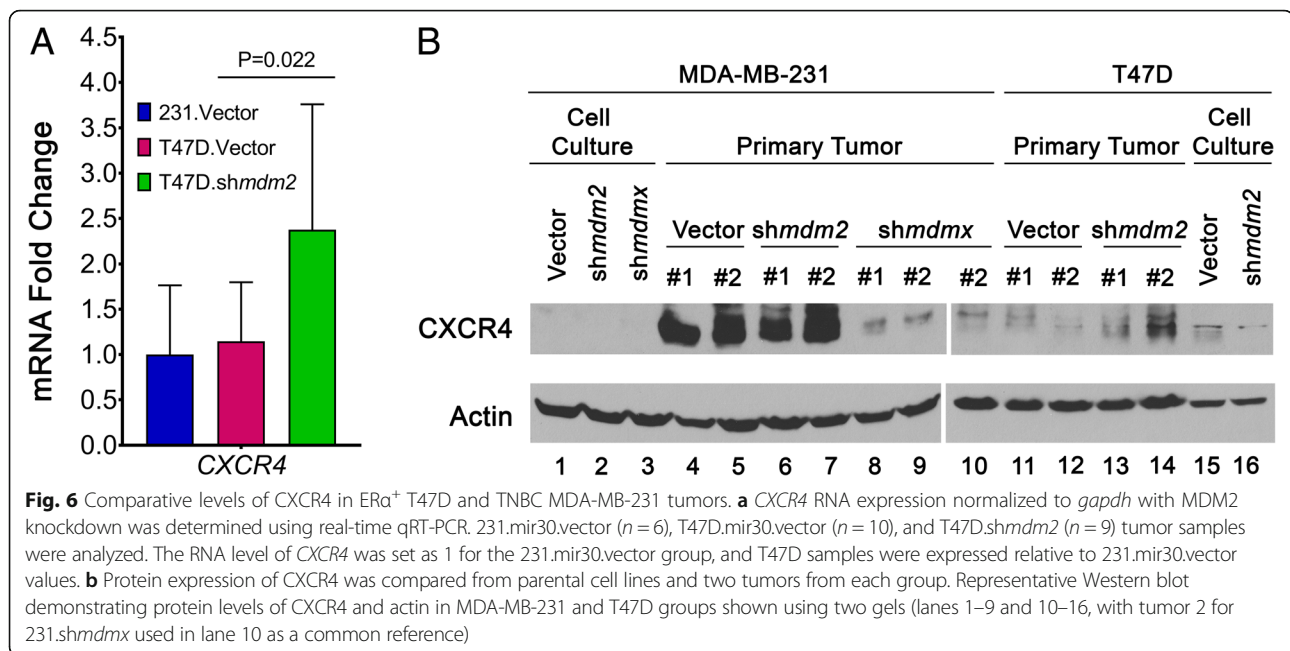 A
4.5
4.0
3.5
3.0
2.5
2.0
1.5
1.0
0.5
0.0
mRNA Fold Change
P=0.022
231.Vector
T47D.Vector
T47D.shmdm2
CXCR4
B
MDA-MB-231 T47D
Cell Culture Primary Tumor Primary Tumor Cell Culture
Vector shmdm2 shmdmx Vector shmdm2 shmdmx Vector shmdm2 Vector shmdm2
#1 #2 #1 #2 #1 #2 #2 #1 #2 #1 #2
CXCR4
Actin
1 2 3 4 5 6 7 8 9 10 11 12 13 14 15 16
Fig. 6 Comparative levels of CXCR4 in ERα+ T47D and TNBC MDA-MB-231 tumors. a CXCR4 RNA expression normalized to gapdh with MDM2
knockdown was determined using real-time qRT-PCR. 231.mir30.vector (n = 6), T47D.mir30.vector (n = 10), and T47D.shmdm2 (n = 9) tumor samples
were analyzed. The RNA level of CXCR4 was set as 1 for the 231.mir30.vector group, and T47D samples were expressed relative to 231.mir30.vector
values. b Protein expression of CXCR4 was compared from parental cell lines and two tumors from each group. Representative Western blot
demonstrating protein levels of CXCR4 and actin in MDA-MB-231 and T47D groups shown using two gels (lanes 1–9 and 10–16, with tumor 2 for
231.shmdmx used in lane 10 as a common reference)